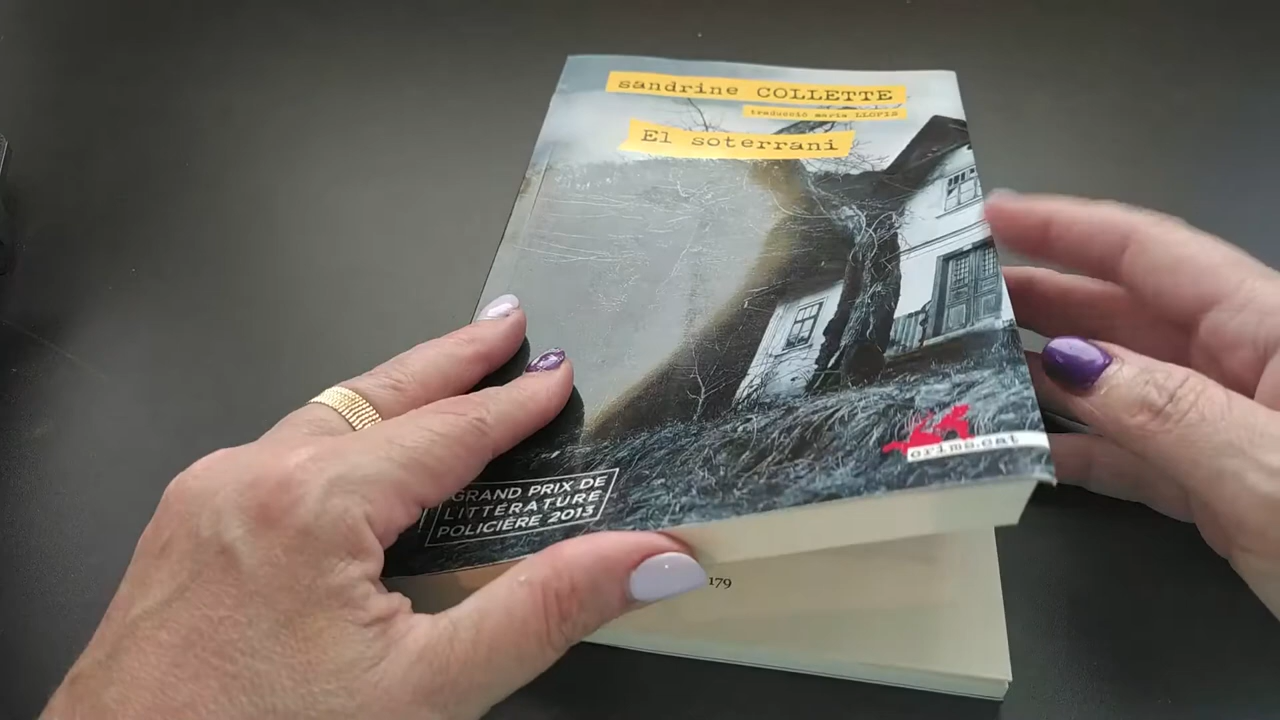 sandrine COLLETTE
traducció maria LLOPIS
El soterrani
crims.cat
GRAND PRIX DE
LITTÉRATURE
POLICIÈRE 2013
179